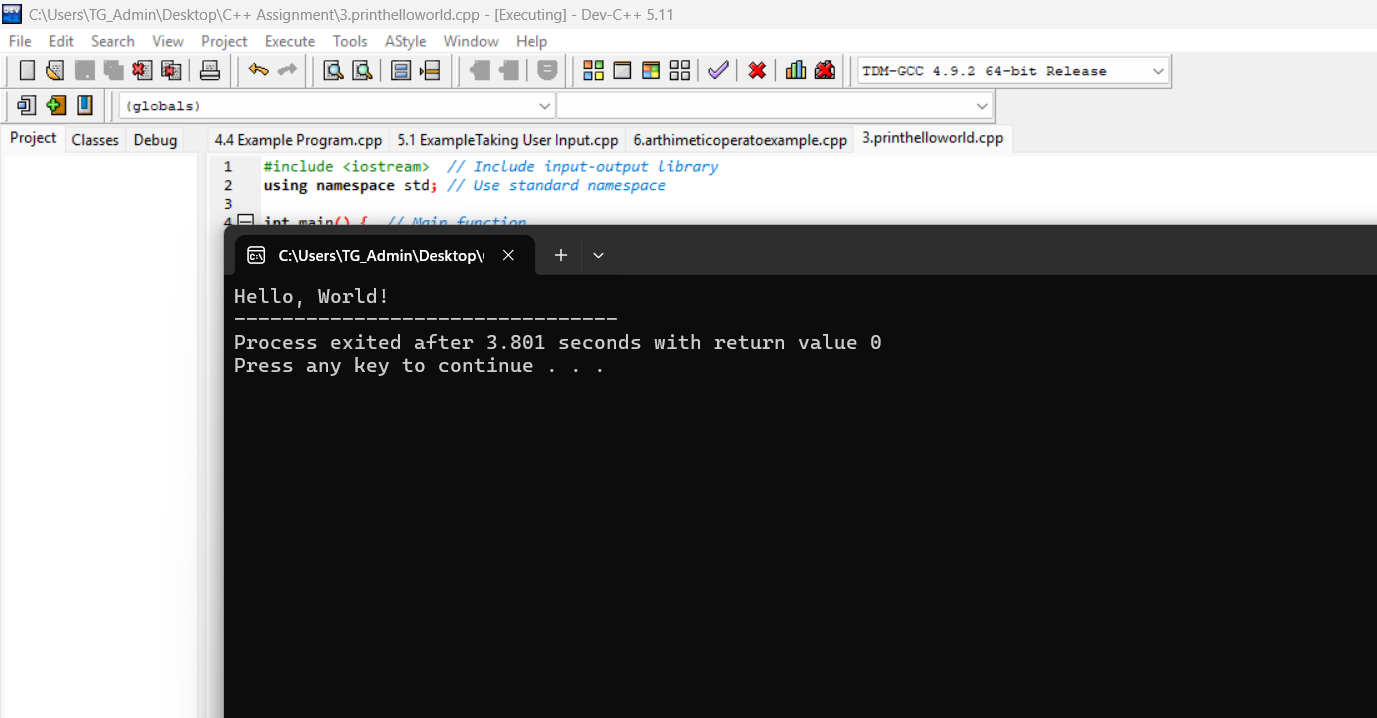 C:\Users\TG_Admin\Desktop\C++ Assignment\3.printhelloworld.cpp - [Executing] - Dev-C++ 5.11
File Edit Search View Project Execute Tools AStyle Window Help
TDM-GCC 4.9.2 64-bit Release
(globals)
Project Classes Debug 4.4 Example Program.cpp 5.1 ExampleTaking User Input.cpp 6.arthimeticoperatoexample.cpp 3.printhelloworld.cpp
1 #include <iostream> // Include input-output library
2 using namespace std; // Use standard namespace
3
4 int main() { // Main function
C:\Users\TG_Admin\Desktop\
Hello, World!
--------------------------------
Process exited after 3.801 seconds with return value 0
Press any key to continue . . .